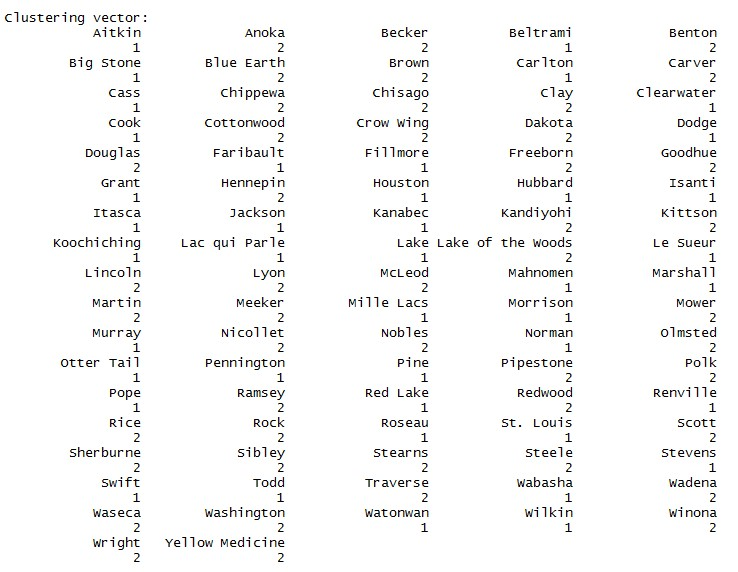 Clustering vector:
Aitkin Anoka Becker Beltrami Benton
1 2 2 1 2
Big Stone Blue Earth Brown Carlton Carver
1 2 2 1 2
Cass Chippewa Chisago Clay Clearwater
1 2 2 2 1
Cook Cottonwood Crow Wing Dakota Dodge
1 2 2 2 1
Douglas Faribault Fillmore Freeborn Goodhue
2 1 1 2 2
Grant Hennepin Houston Hubbard Isanti
1 2 1 1 1
Itasca Jackson Kanabec Kandiyohi Kittson
1 1 1 2 2
Koochiching Lac qui Parle Lake Lake of the Woods Le Sueur
1 1 1 2 1
Lincoln Lyon McLeod Mahnomen Marshall
2 2 2 1 1
Martin Meeker Mille Lacs Morrison Mower
2 2 1 1 2
Murray Nicollet Nobles Norman Olmsted
1 2 2 1 2
Otter Tail Pennington Pine Pipestone Polk
1 1 1 2 2
Pope Ramsey Red Lake Redwood Renville
1 2 1 2 1
Rice Rock Roseau St. Louis Scott
2 2 1 1 2
Sherburne Sibley Stearns Steele Stevens
2 2 2 2 1
Swift Todd Traverse Wabasha Wadena
1 1 2 1 2
Waseca Washington Watonwan Wilkin Winona
2 2 1 1 2
Wright Yellow Medicine
2 2